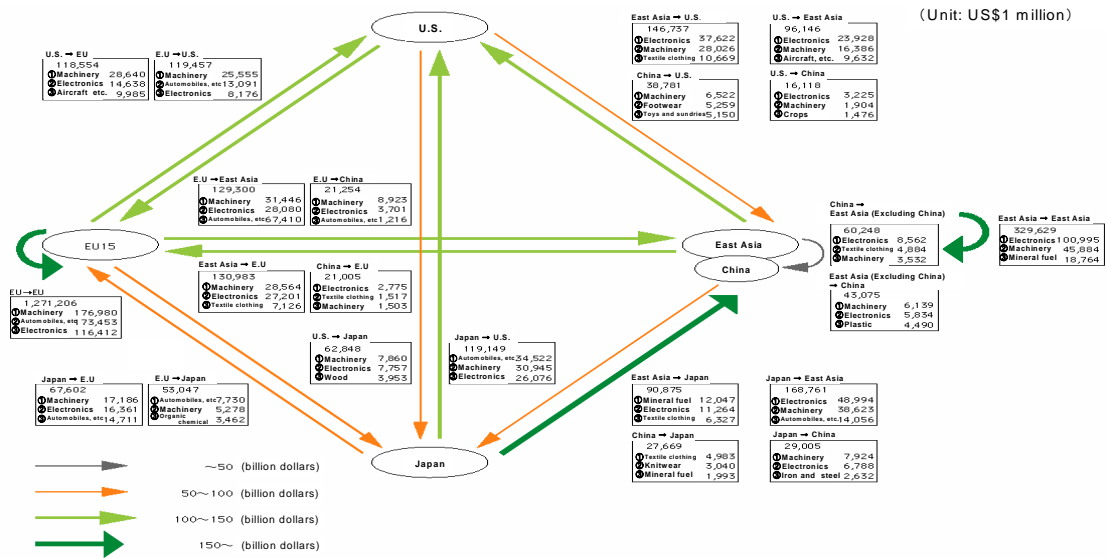 (Unit: US$1 million)
U.S.
East Asia → U.S.
146,737
①Electronics 37,622
②Machinery 28,026
③Textile clothing 10,669
U.S. → East Asia
96,146
①Electronics 23,928
②Machinery 16,386
③Aircraft, etc. 9,632
China → U.S.
38,781
①Machinery 6,522
②Footwear 5,259
③Toys and sundries 5,150
U.S. → China
16,118
①Electronics 3,225
②Machinery 1,904
③Crops 1,476
U.S. → EU
118,554
①Machinery 28,640
②Electronics 14,638
③Aircraft etc. 9,985
E.U → U.S.
119,457
①Machinery 25,555
②Automobiles, etc 13,091
③Electronics 8,176
E.U → East Asia
129,300
①Machinery 31,446
②Electronics 28,080
③Automobiles, etc 67,410
E.U → China
21,254
①Machinery 8,923
②Electronics 3,701
③Automobiles, etc 1,216
EU15
East Asia
China
China →
East Asia (Excluding China)
60,248
①Electronics 8,562
②Textile clothing 4,884
③Machinery 3,532
East Asia → East Asia
329,629
①Electronics 100,995
②Machinery 45,884
③Mineral fuel 18,764
East Asia (Excluding China)
→ China
43,075
①Machinery 6,139
②Electronics 5,834
③Plastic 4,490
East Asia → E.U
130,983
①Machinery 28,564
②Electronics 27,201
③Textile clothing 7,126
China → E.U
21,005
①Electronics 2,775
②Textile clothing 1,517
③Machinery 1,503
EU→EU
1,271,206
①Machinery 176,980
②Automobiles, etc 73,453
③Electronics 116,412
U.S. → Japan
62,848
①Machinery 7,860
②Electronics 7,757
③Wood 3,953
Japan → U.S.
119,149
①Automobiles, etc 34,522
②Machinery 30,945
③Electronics 26,076
Japan → E.U
67,602
①Machinery 17,186
②Electronics 16,361
③Automobiles, etc 14,711
E.U → Japan
53,047
①Automobiles, etc 7,730
②Machinery 5,278
③Organic
chemical 3,462
East Asia → Japan
90,875
①Mineral fuel 12,047
②Electronics 11,264
③Textile clothing 6,327
Japan → East Asia
168,761
①Electronics 48,994
②Machinery 38,623
③Automobiles, etc. 14,056
China → Japan
27,669
①Textile clothing 4,983
②Knitwear 3,040
③Mineral fuel 1,993
Japan → China
29,005
①Machinery 7,924
②Electronics 6,788
③Iron and steel 2,632
Japan
～50 (billion dollars)
50～100 (billion dollars)
100～150 (billion dollars)
150～ (billion dollars)